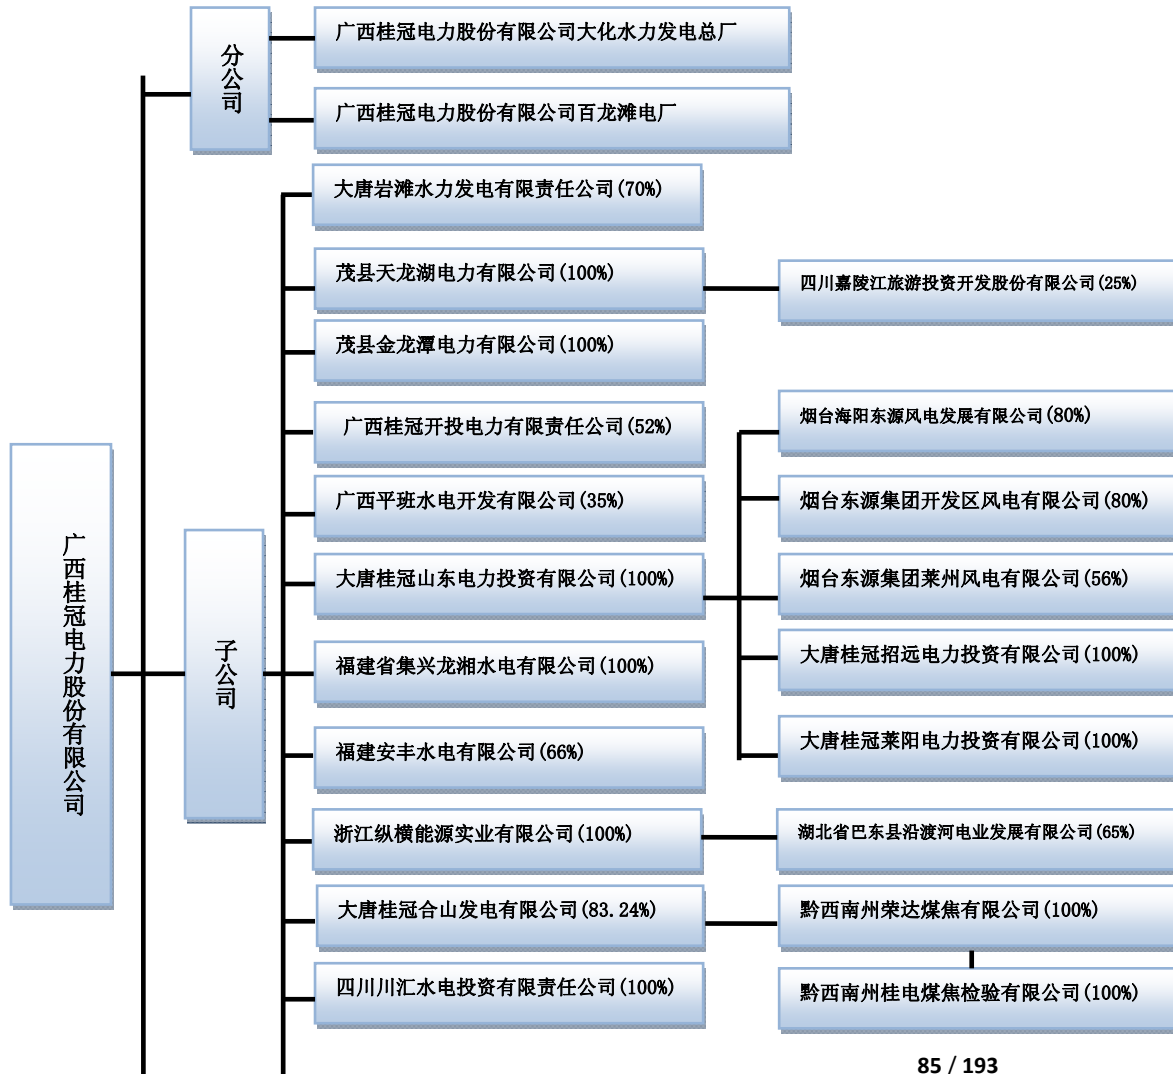 广西桂冠电力股份有限公司
分公司
广西桂冠电力股份有限公司大化水力发电总厂
广西桂冠电力股份有限公司百龙滩电厂
子公司
大唐岩滩水力发电有限责任公司(70%)
茂县天龙湖电力有限公司(100%)
四川嘉陵江旅游投资开发股份有限公司(25%)
茂县金龙潭电力有限公司(100%)
广西桂冠开投电力有限责任公司(52%)
广西平班水电开发有限公司(35%)
大唐桂冠山东电力投资有限公司(100%)
烟台海阳东源风电发展有限公司(80%)
烟台东源集团开发区风电有限公司(80%)
烟台东源集团莱州风电有限公司(56%)
大唐桂冠招远电力投资有限公司(100%)
大唐桂冠莱阳电力投资有限公司(100%)
福建省集兴龙湘水电有限公司(100%)
福建安丰水电有限公司(66%)
浙江纵横能源实业有限公司(100%)
湖北省巴东县沿渡河电业发展有限公司(65%)
大唐桂冠合山发电有限公司(83.24%)
黔西南州荣达煤焦有限公司(100%)
黔西南州桂电煤焦检验有限公司(100%)
四川川汇水电投资有限责任公司(100%)
85 / 193